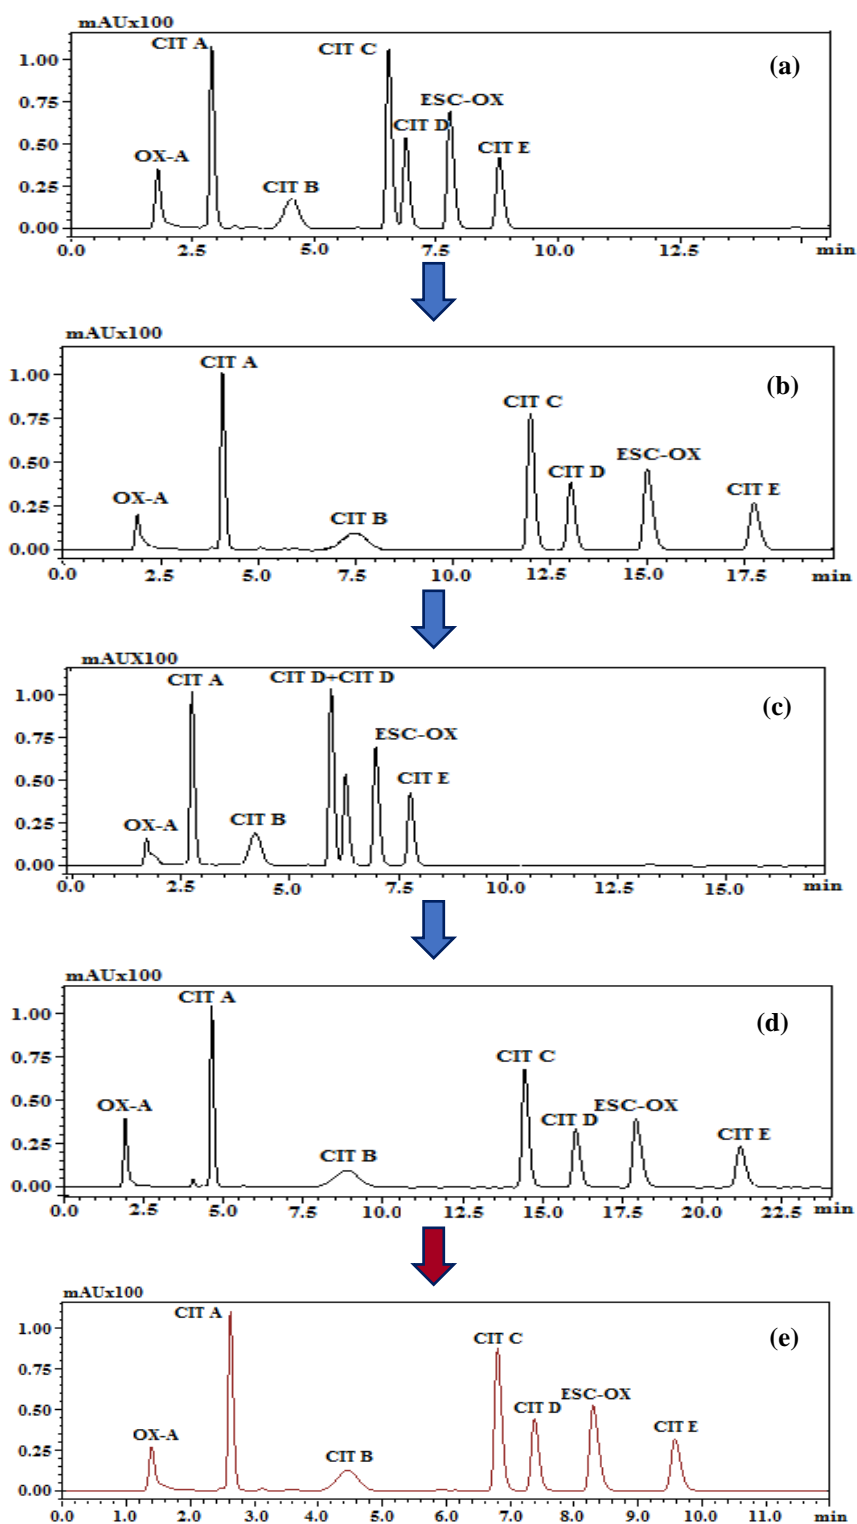 mAUx100
CIT A CIT C (a)
1.00
ESC-OX
0.75
CIT D
0.50
OX-A CIT E
0.25 CIT B
0.00
0.0 2.5 5.0 7.5 10.0 12.5 min
mAUx100
CIT A
1.00 (b)
CIT C
0.75
CIT D ESC-OX
0.50
OX-A CIT B CIT E
0.25
0.00
0.0 2.5 5.0 7.5 10.0 12.5 15.0 17.5 min
mAUX100
CIT A CIT D+CIT D
1.00 (c)
0.75 ESC-OX
0.50 CIT E
OX-A CIT B
0.25
0.00
0.0 2.5 5.0 7.5 10.0 12.5 15.0 min
mAUx100
CIT A
1.00 (d)
CIT C
0.75
OX-A CIT D ESC-OX
0.50
CIT B CIT E
0.25
0.00
0.0 2.5 5.0 7.5 10.0 12.5 15.0 17.5 20.0 22.5 min
mAUx100
CIT A
1.00 CIT C (e)
0.75
ESC-OX
0.50 CIT D
OX-A CIT B CIT E
0.25
0.00
0.0 1.0 2.0 3.0 4.0 5.0 6.0 7.0 8.0 9.0 10.0 11.0 min